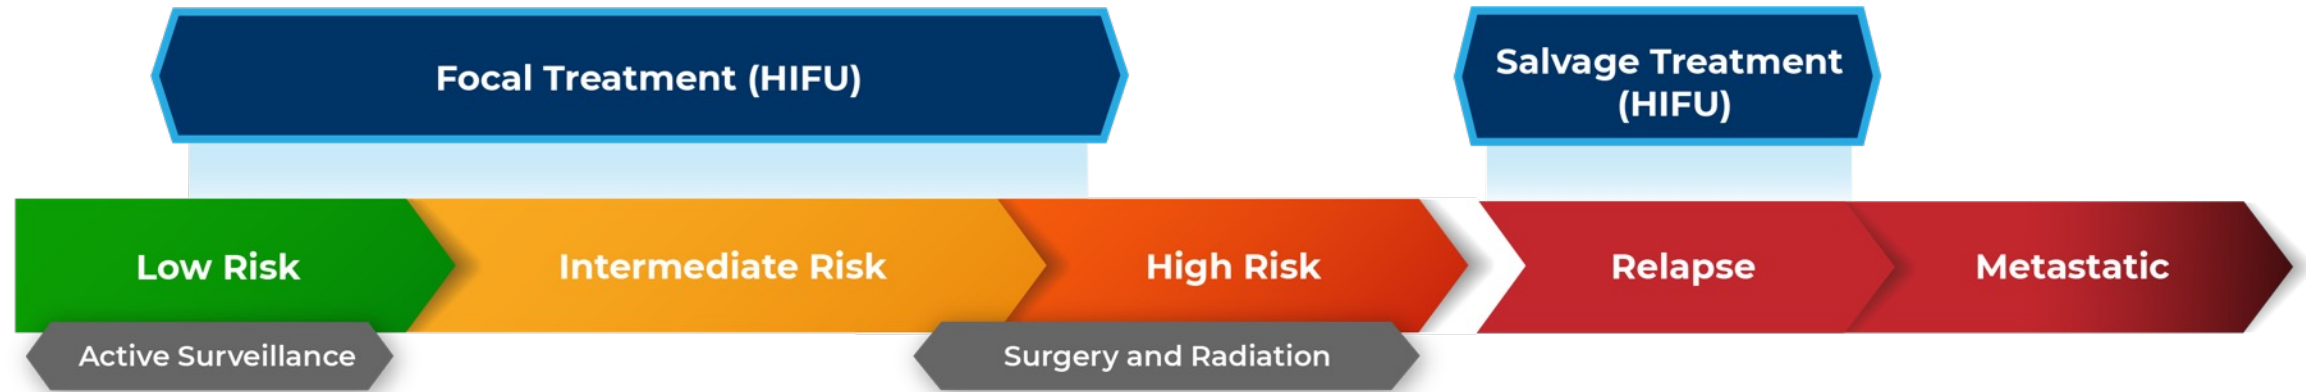 Focal Treatment (HIFU)
Salvage Treatment
(HIFU)
Low Risk
Intermediate Risk
High Risk
Relapse
Metastatic
Active Surveillance
Surgery and Radiation